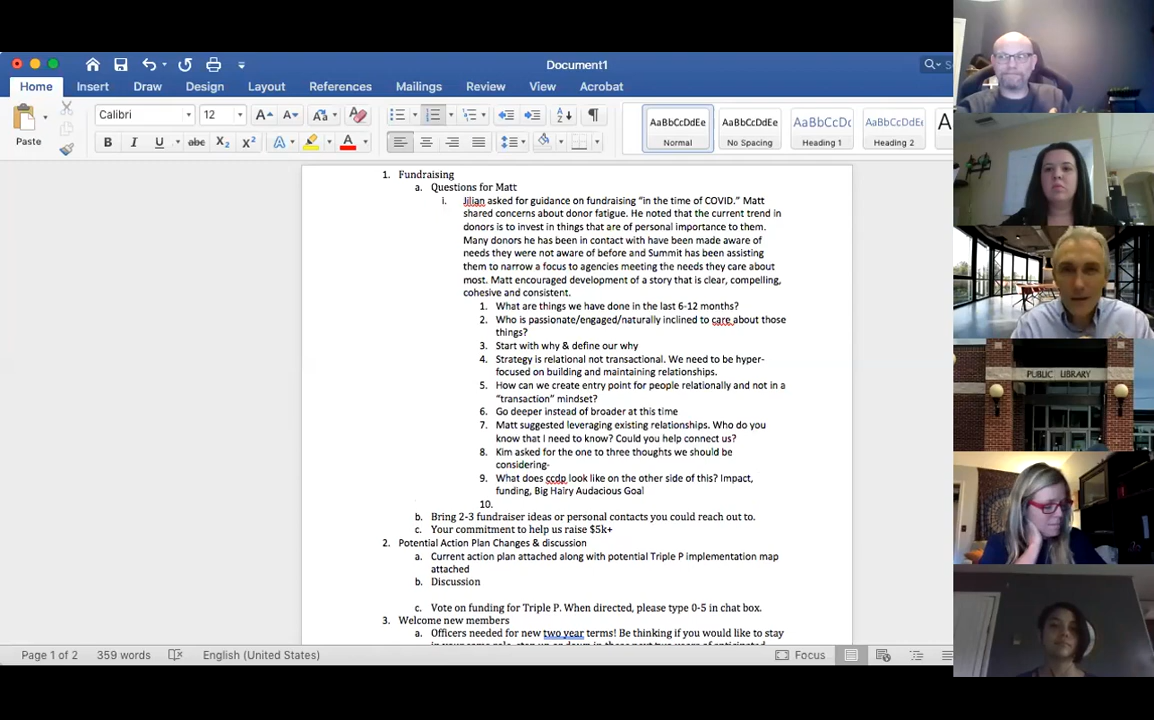 Document1
Home Insert Draw Design Layout References Mailings Review View Acrobat
Calibri 12
Paste
AaBbCcDdEe AaBbCcDdEe AaBbCcDc AaBbCcDdEe
Normal No Spacing Heading 1 Heading 2
1. Fundraising
a. Questions for Matt
i. Jilian asked for guidance on fundraising “in the time of COVID.” Matt
shared concerns about donor fatigue. He noted that the current trend in
donors is to invest in things that are of personal importance to them.
Many donors he has been in contact with have been made aware of
needs they were not aware of before and Summit has been assisting
them to narrow a focus to agencies meeting the needs they care about
most. Matt encouraged development of a story that is clear, compelling,
cohesive and consistent.
1. What are things we have done in the last 6-12 months?
2. Who is passionate/engaged/naturally inclined to care about those
things?
3. Start with why & define our why
4. Strategy is relational not transactional. We need to be hyper-
focused on building and maintaining relationships.
5. How can we create entry point for people relationally and not in a
“transaction” mindset?
6. Go deeper instead of broader at this time
7. Matt suggested leveraging existing relationships. Who do you
know that I need to know? Could you help connect us?
8. Kim asked for the one to three thoughts we should be
considering-
9. What does ccdp look like on the other side of this? Impact,
funding, Big Hairy Audacious Goal
10.
b. Bring 2-3 fundraiser ideas or personal contacts you could reach out to.
c. Your commitment to help us raise $5k+
2. Potential Action Plan Changes & discussion
a. Current action plan attached along with potential Triple P implementation map
attached
b. Discussion
c. Vote on funding for Triple P. When directed, please type 0-5 in chat box.
3. Welcome new members
a. Officers needed for new two year terms! Be thinking if you would like to stay
Page 1 of 2 359 words English (United States) Focus
PUBLIC LIBRARY